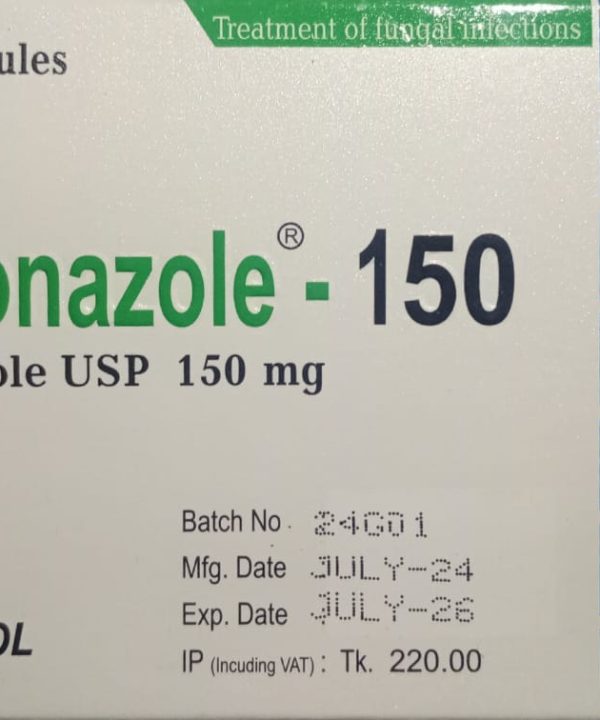 Treatment of fungal infections
ules
onazole® - 150
ole USP 150 mg
Batch No. 24G01
Mfg. Date JULY-24
Exp. Date JULY-26
OL
IP (Incuding VAT) : Tk. 220.00